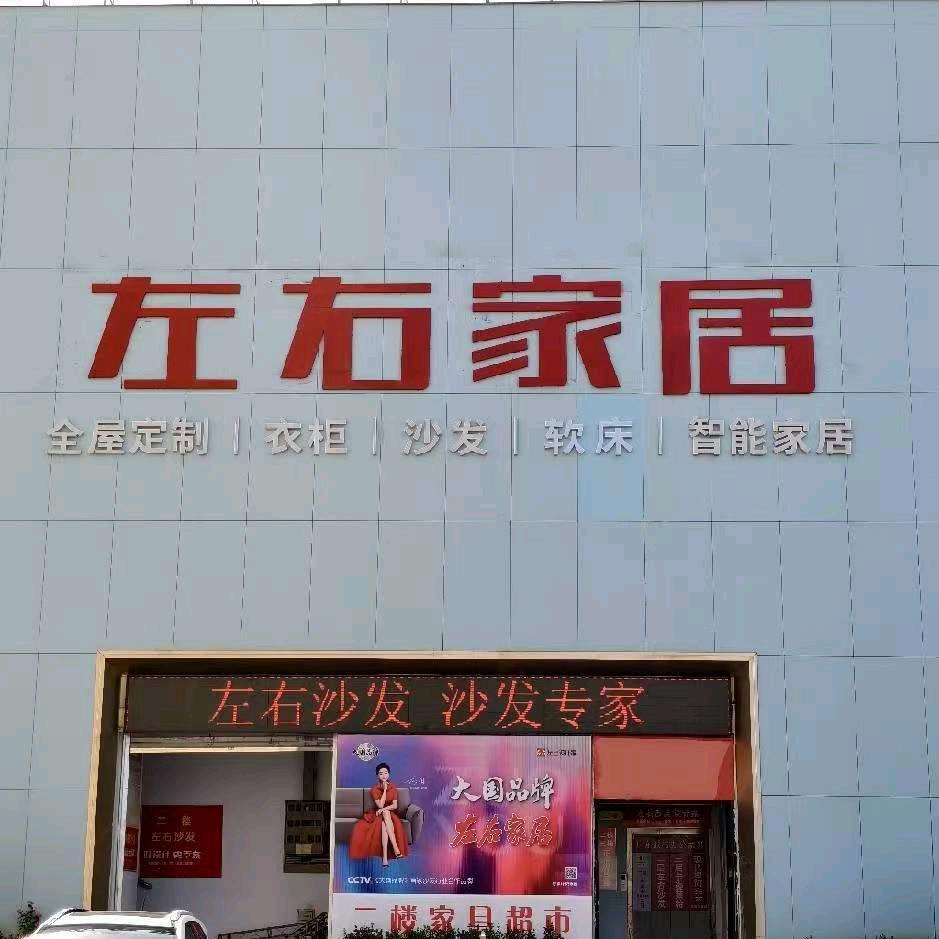 左右家居
全屋定制｜衣柜｜沙发｜软床｜智能家居
左右沙发 沙发专家
大国品牌
左右家居
CCTV
二楼
左右沙发
二楼家具超市